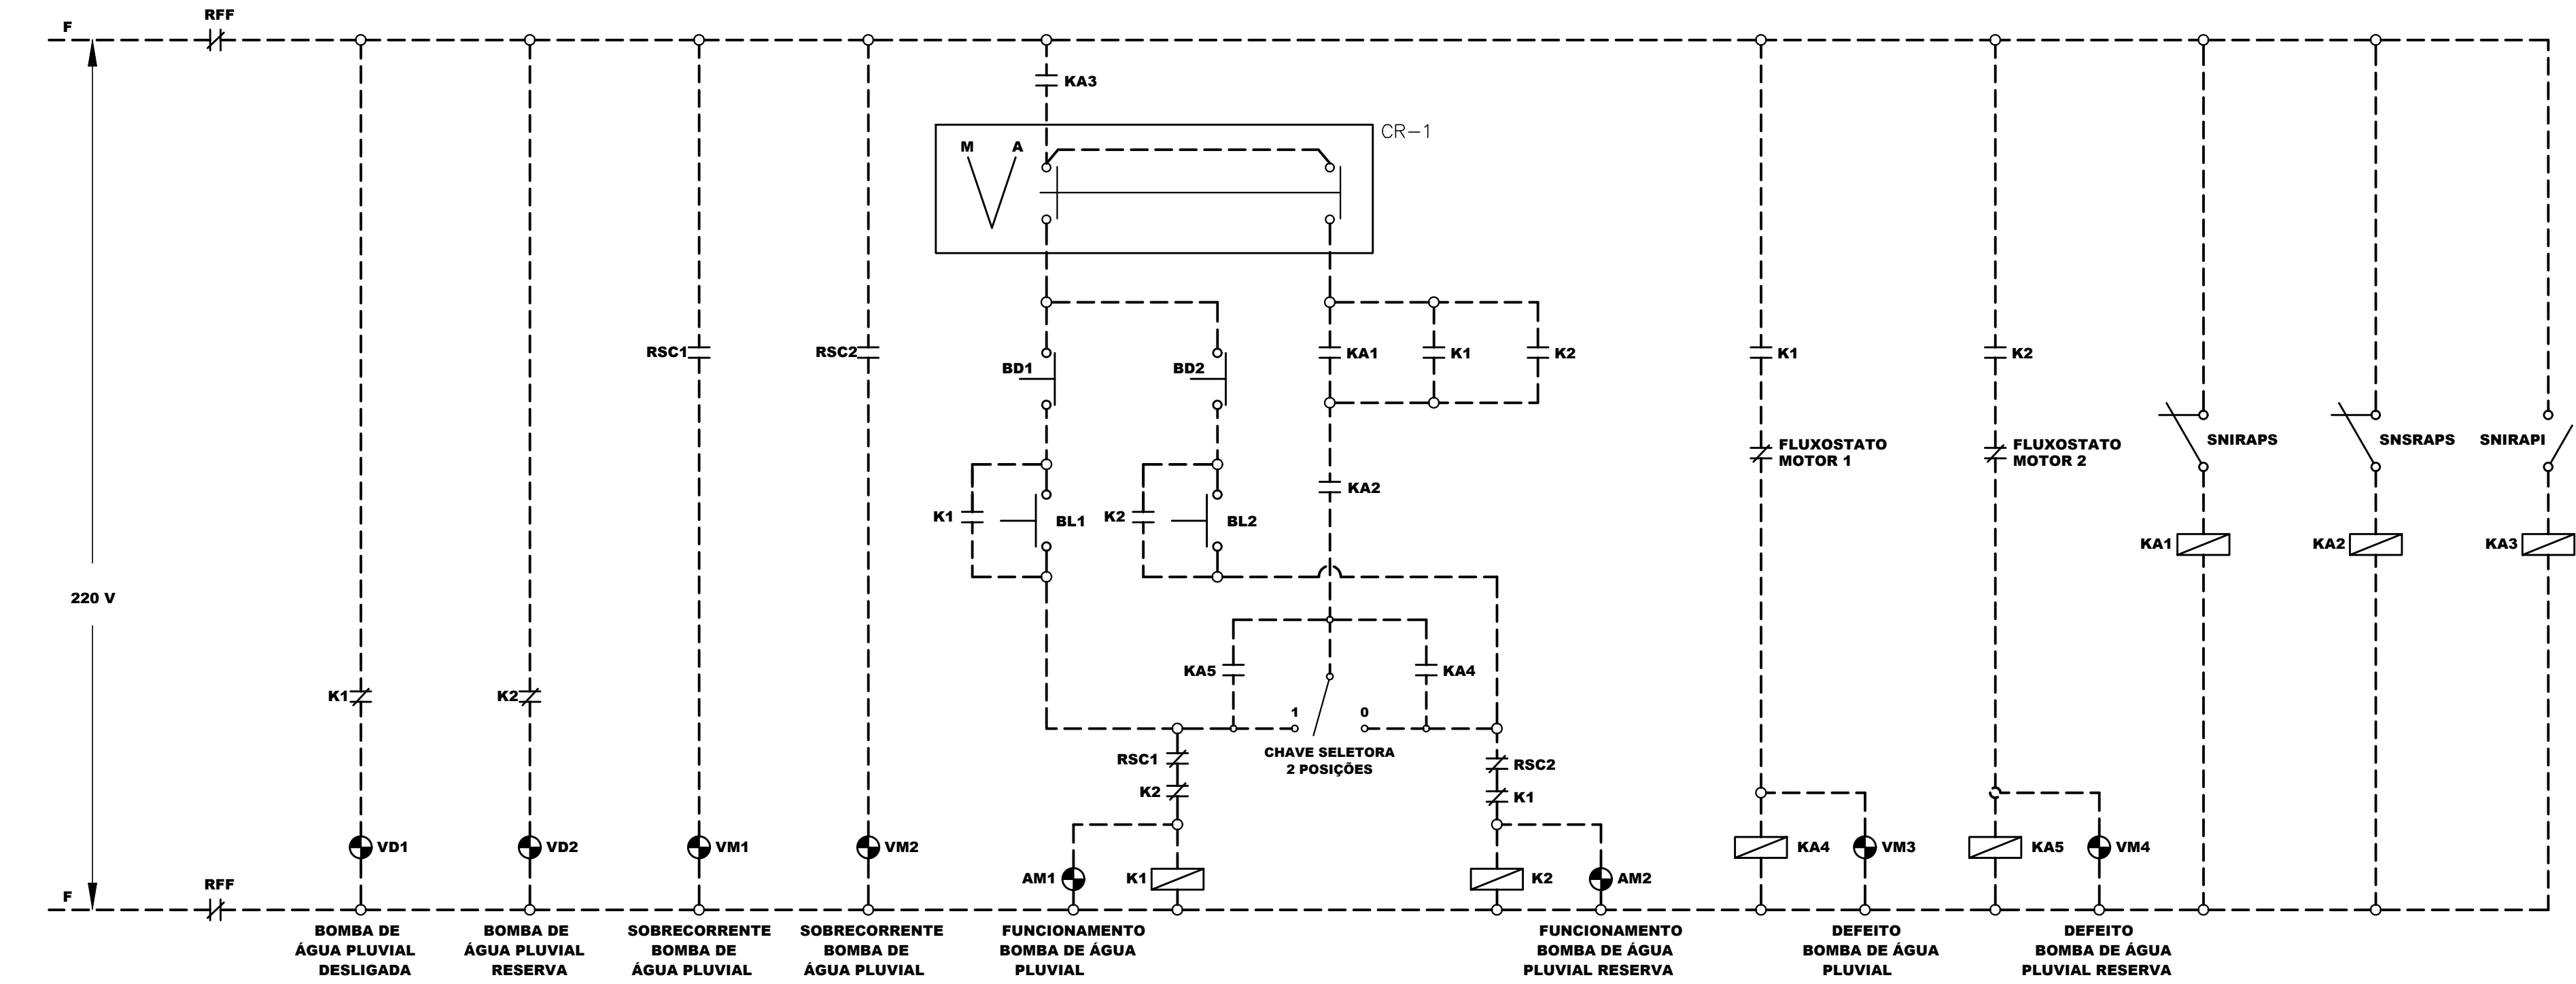 F
RFF
KA3
CR-1
M A
RSC1
RSC2
BD1
BD2
KA1
K1
K2
K1
K2
FLUXOSTATO
MOTOR 1
FLUXOSTATO
MOTOR 2
SNIRAPS
SNSRAPS
SNIRAPI
KA2
K1
BL1
K2
BL2
KA1
KA2
KA3
220 V
KA5
KA4
K1
K2
1
0
CHAVE SELETORA
2 POSIÇÕES
RSC1
K2
RSC2
K1
VD1
VD2
VM1
VM2
AM1
K1
K2
AM2
KA4
VM3
KA5
VM4
F
RFF
BOMBA DE
ÁGUA PLUVIAL
DESLIGADA
BOMBA DE
ÁGUA PLUVIAL
RESERVA
SOBRECORRENTE
BOMBA DE
ÁGUA PLUVIAL
SOBRECORRENTE
BOMBA DE
ÁGUA PLUVIAL
FUNCIONAMENTO
BOMBA DE ÁGUA
PLUVIAL
FUNCIONAMENTO
BOMBA DE ÁGUA
PLUVIAL RESERVA
DEFEITO
BOMBA DE ÁGUA
PLUVIAL
DEFEITO
BOMBA DE ÁGUA
PLUVIAL RESERVA